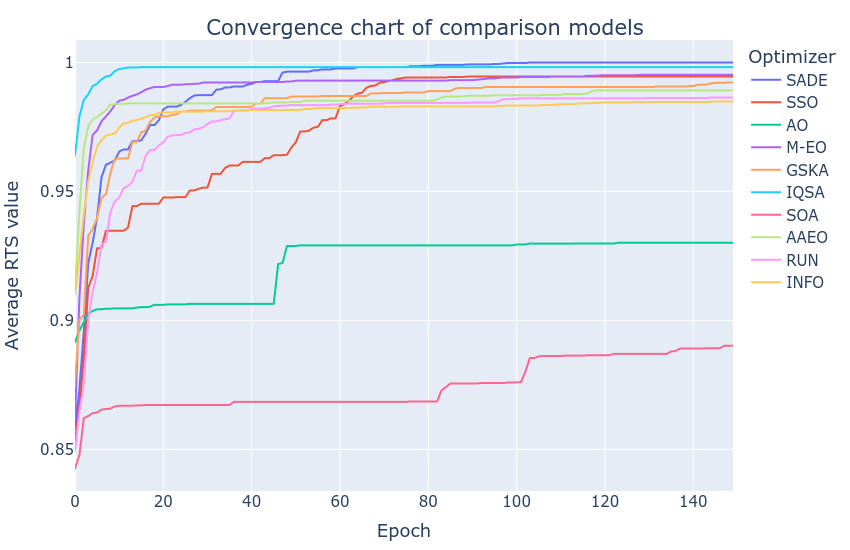 Convergence chart of comparison models
Average RTS value
1
0.95
0.9
0.85
0 20 40 60 80 100 120 140
Epoch
Optimizer
SADE
SSO
AO
M-EO
GSKA
IQSA
SOA
AAEO
RUN
INFO